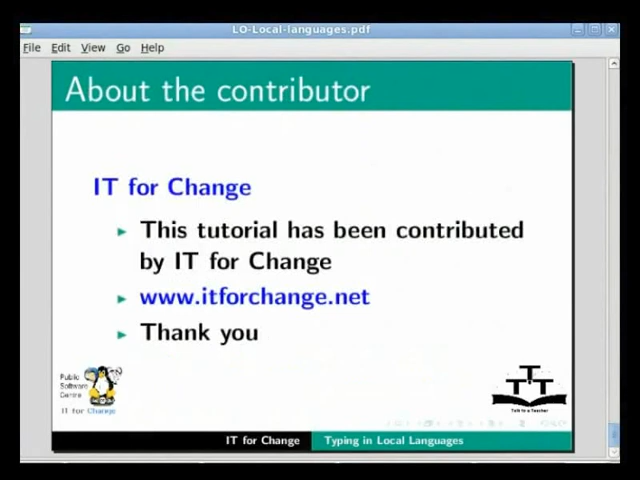 LO-Local-languages.pdf
File Edit View Go Help
About the contributor
IT for Change
This tutorial has been contributed
by IT for Change
www.itforchange.net
Thank you
Public
Software
Centre
IT for Change
T T T
Talk to a Teacher
IT for Change Typing in Local Languages